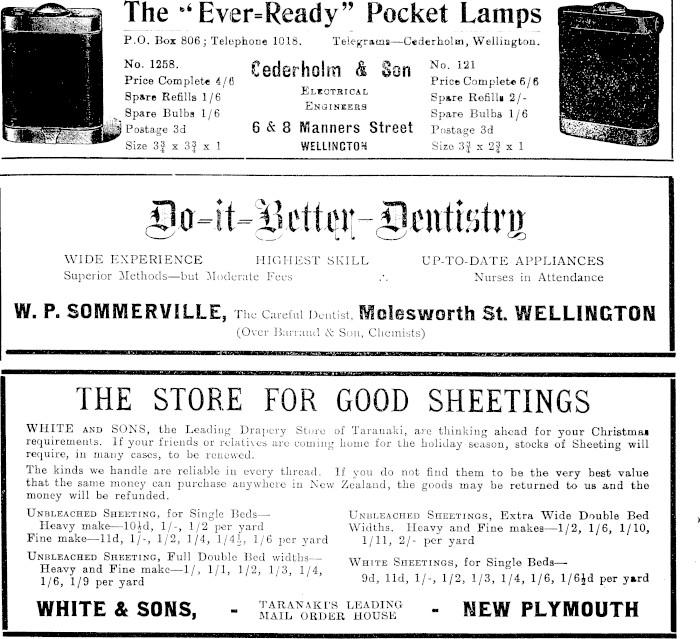 The "Ever=Ready" Pocket Lamps
P.O. Box 806; Telephone 1018. Telegrams—Cederholm, Wellington.
No. 1258.
Price Complete 4/6
Spare Refills 1/6
Spare Bulbs 1/6
Postage 3d
Size 3¾ x 3¾ x 1
Cederholm & Son
ELECTRICAL
ENGINEERS
6 & 8 Manners Street
WELLINGTON
No. 121
Price Complete 6/6
Spare Refills 2/-
Spare Bulbs 1/6
Postage 3d
Size 3¾ x 2¾ x 1
Do-it-Better-Dentistry
WIDE EXPERIENCE HIGHEST SKILL UP-TO-DATE APPLIANCES
Superior Methods—but Moderate Fees ∴ Nurses in Attendance
W. P. SOMMERVILLE, The Careful Dentist, Molesworth St. WELLINGTON
(Over Barraud & Son, Chemists)
THE STORE FOR GOOD SHEETINGS
WHITE AND SONS, the Leading Drapery Store of Taranaki, are thinking ahead for your Christmas
requirements. If your friends or relatives are coming home for the holiday season, stocks of Sheeting will
require, in many cases, to be renewed.
The kinds we handle are reliable in every thread. If you do not find them to be the very best value
that the same money can purchase anywhere in New Zealand, the goods may be returned to us and the
money will be refunded.
UNBLEACHED SHEETING, for Single Beds—
Heavy make—10½d, 1/-, 1/2 per yard
Fine make—11d, 1/-, 1/2, 1/4, 1/4½, 1/6 per yard
UNBLEACHED SHEETING, Full Double Bed widths—
Heavy and Fine make—1/, 1/1, 1/2, 1/3, 1/4,
1/6, 1/9 per yard
UNBLEACHED SHEETINGS, Extra Wide Double Bed
Widths. Heavy and Fine makes—1/2, 1/6, 1/10,
1/11, 2/- per yard
WHITE SHEETINGS, for Single Beds—
9d, 11d, 1/-, 1/2, 1/3, 1/4, 1/6, 1/6½d per yard
WHITE & SONS, - TARANAKI'S LEADING
MAIL ORDER HOUSE - NEW PLYMOUTH